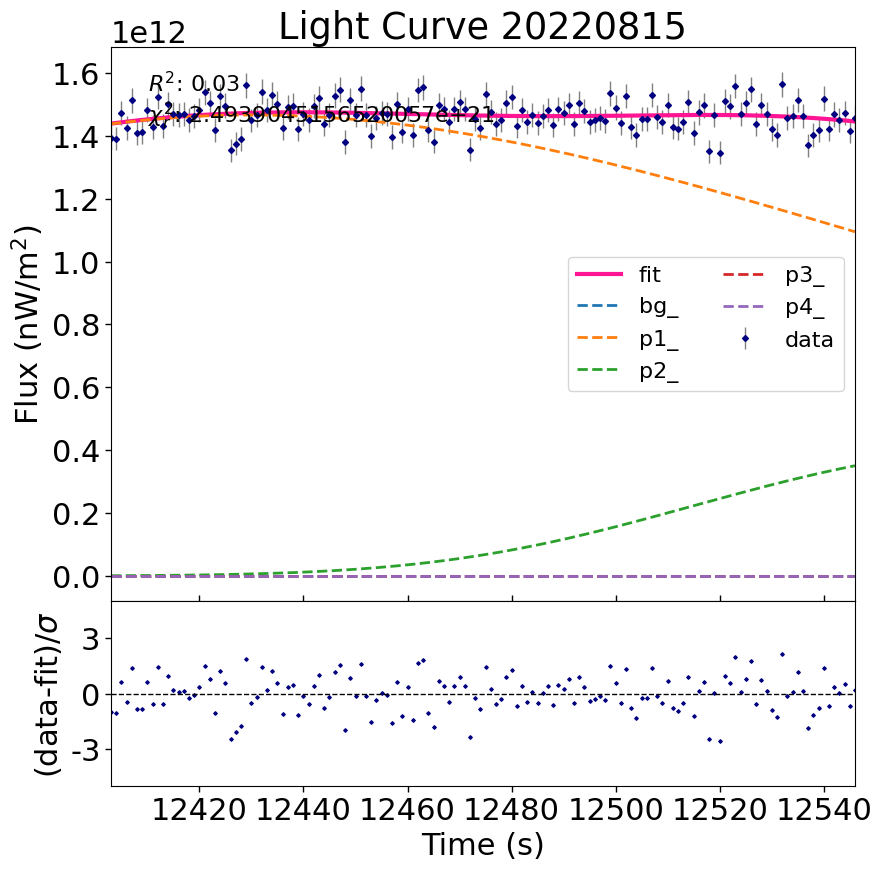 Light Curve 20220815
1e12
R²: 0.03
1.6
1.4
1.2
1.0
0.8
0.6
0.4
0.2
0.0
Flux (nW/m²)
fit
bg_
p1_
p2_
p3_
p4_
data
3
0
-3
(data-fit)/σ
12420 12440 12460 12480 12500 12520 12540
Time (s)